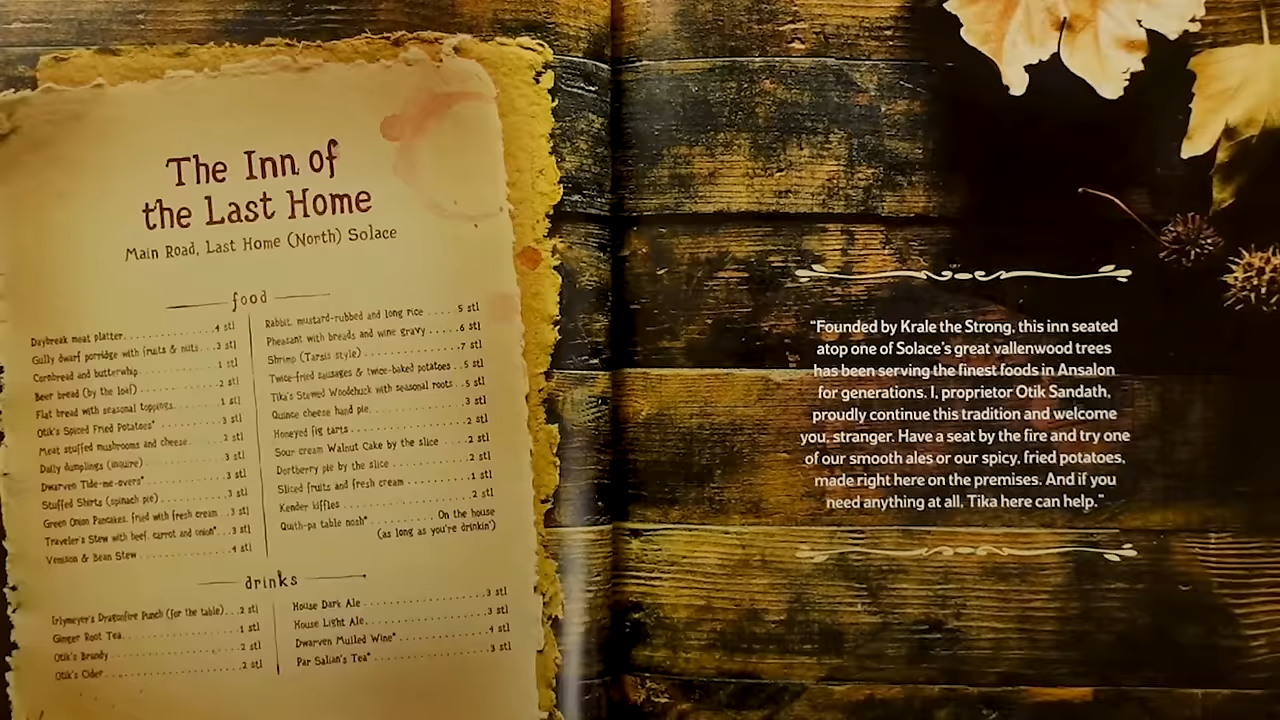 The Inn of
the Last Home
Main Road, Last Home (North) Solace
food
Daybreak meat platter..........4 stl
Gully dwarf porridge with fruits & nuts...3 stl
Cornbread and butterwhip..........1 stl
Beer bread (by the loaf)..........2 stl
Flat bread with seasonal toppings..........1 stl
Otik's Spiced Fried Potatoes*..........3 stl
Meat stuffed mushrooms and cheese..........2 stl
Daily dumplings (inquire)..........3 stl
Dwarven Tide-me-overs*..........3 stl
Stuffed Shirts (spinach pie)..........3 stl
Green Onion Pancakes, fried with fresh cream...3 stl
Traveler's Stew with beef, carrot and onion*...3 stl
Venison & Bean Stew..........4 stl
Rabbit, mustard-rubbed and long rice.....5 stl
Pheasant with breads and wine gravy.....6 stl
Shrimp (Tarsis style)..........7 stl
Twice-fried sausages & twice-baked potatoes..5 stl
Tika's Stewed Woodchuck with seasonal roots..5 stl
Quince cheese hand pie..........3 stl
Honeyed fig tarts..........2 stl
Sour cream Walnut Cake by the slice....2 stl
Dortberry pie by the slice..........2 stl
Sliced fruits and fresh cream..........1 stl
Kender kiffles..........2 stl
Quith-pa table nosh*..........On the house
(as long as you're drinkin')
drinks
Erlymeyer's Dragonfire Punch (for the table)...2 stl
Ginger Root Tea..........1 stl
Otik's Brandy..........2 stl
Otik's Cider..........2 stl
House Dark Ale..........3 stl
House Light Ale..........3 stl
Dwarven Mulled Wine*..........4 stl
Par Salian's Tea*..........3 stl
"Founded by Krale the Strong, this inn seated
atop one of Solace's great vallenwood trees
has been serving the finest foods in Ansalon
for generations. I, proprietor Otik Sandath,
proudly continue this tradition and welcome
you, stranger. Have a seat by the fire and try one
of our smooth ales or our spicy, fried potatoes,
made right here on the premises. And if you
need anything at all, Tika here can help."